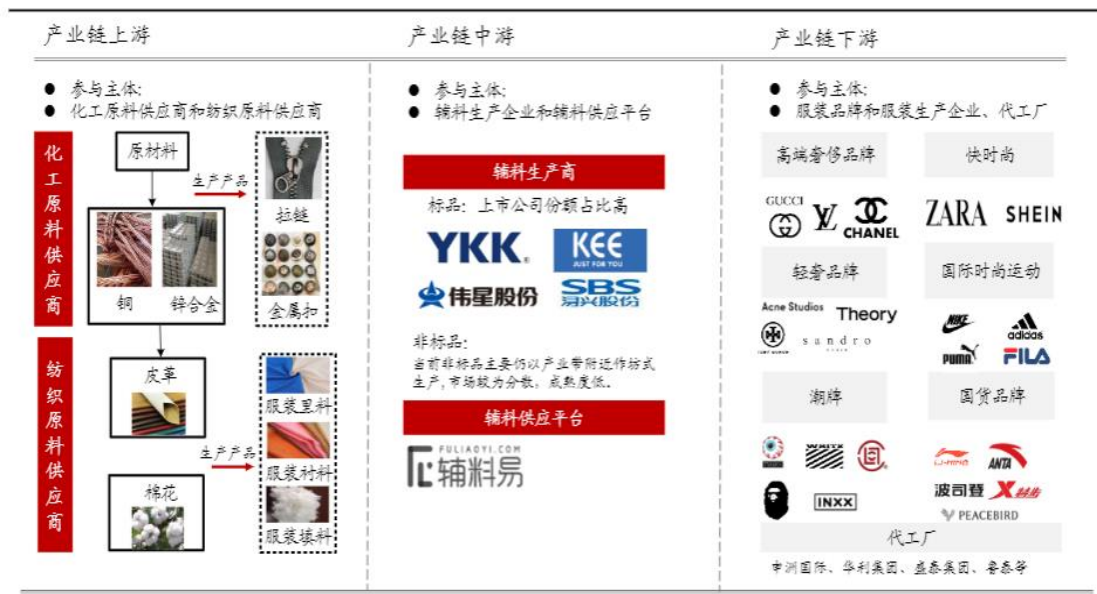 产业链上游
参与主体:
化工原料供应商和纺织原料供应商
化工原料供应商
原材料
生产产品
拉链
铜
锌合金
金属扣
纺织原料供应商
皮革
生产产品
服装里料
服装衬料
棉花
服装填料
产业链中游
参与主体:
辅料生产企业和辅料供应平台
辅料生产商
标品: 上市公司份额占比高
YKK®
KEE
JUST FOR YOU
伟星股份
SBS
浔兴股份
非标品:
当前非标品主要仍以产业带附近作坊式
生产,市场较为分散, 成熟度低。
辅料供应平台
FULIAOYI.COM
辅料易
产业链下游
参与主体:
服装品牌和服装生产企业、代工厂
高端奢侈品牌
快时尚
GUCCI
LV
CHANEL
ZARA
SHEIN
轻奢品牌
国际时尚运动
Acne Studios
Theory
TORY BURCH
sandro
PARIS
NIKE
adidas
PUMA
FILA
潮牌
国货品牌
INXX
LI-NING
ANTA
波司登
X特步
PEACEBIRD
代工厂
申洲国际、华利集团、盛泰集团、鲁泰等